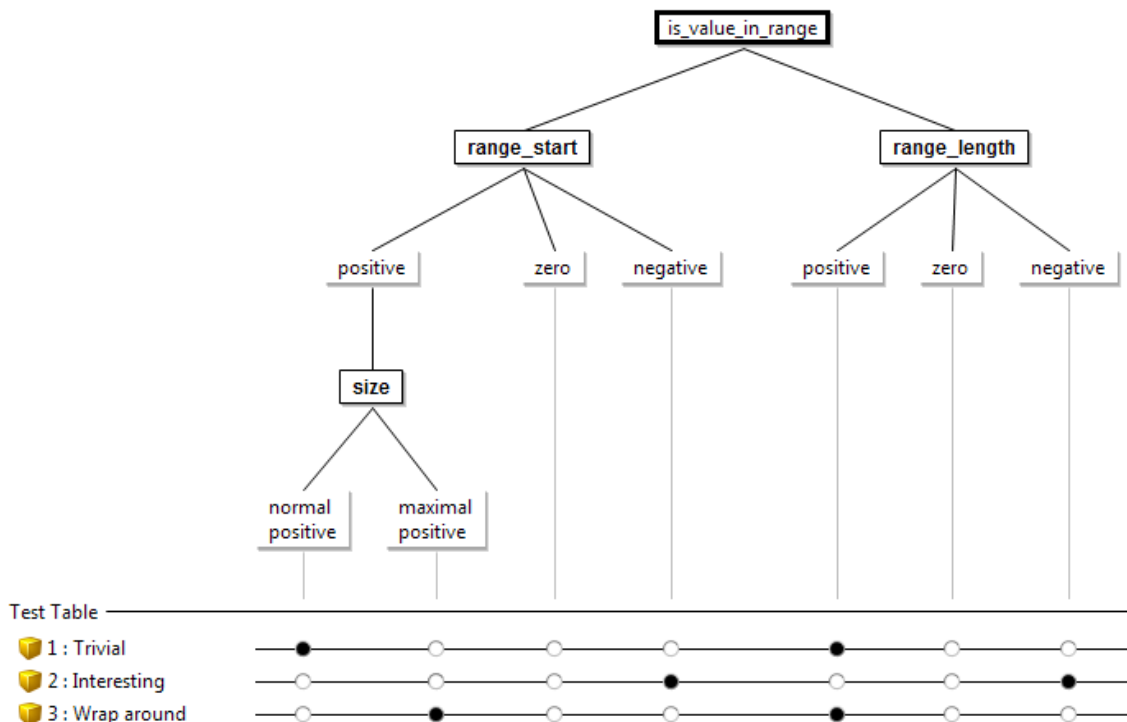 is_value_in_range
range_start
range_length
positive
zero
negative
positive
zero
negative
size
normal
positive
maximal
positive
Test Table
1 : Trivial
2 : Interesting
3 : Wrap around